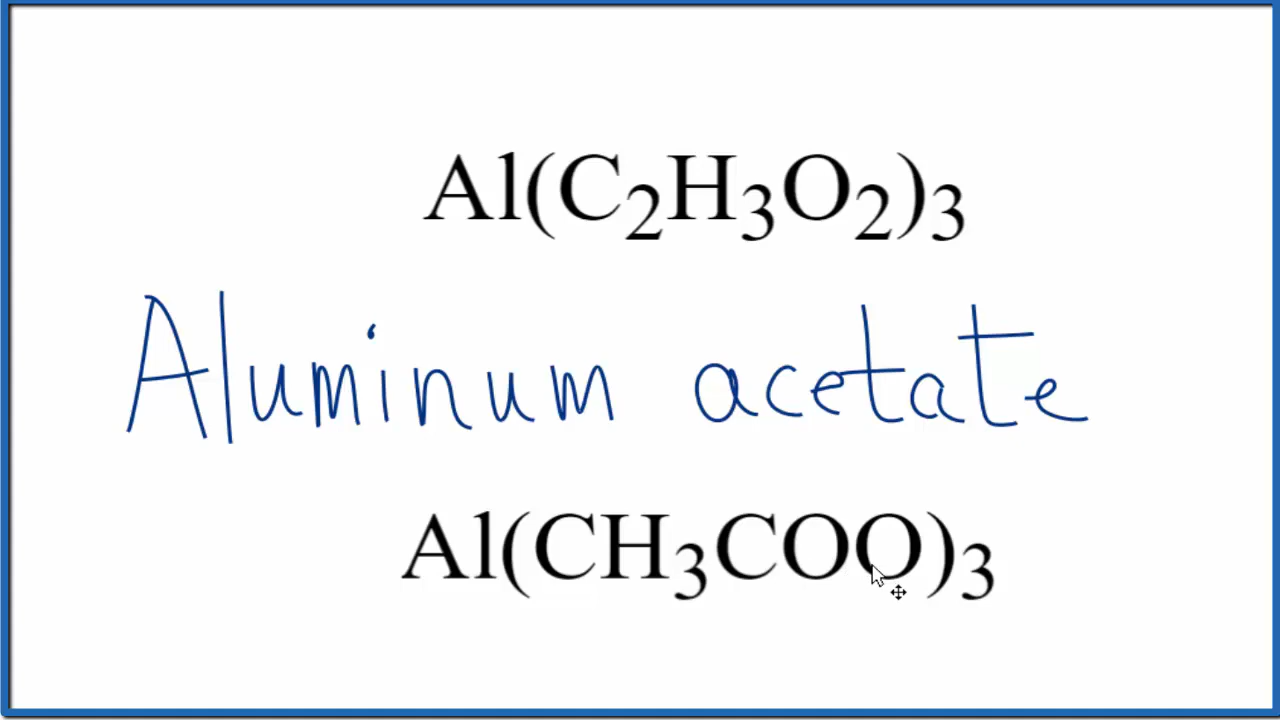 Al(C₂H₃O₂)₃
Aluminum acetate
Al(CH₃COO)₃